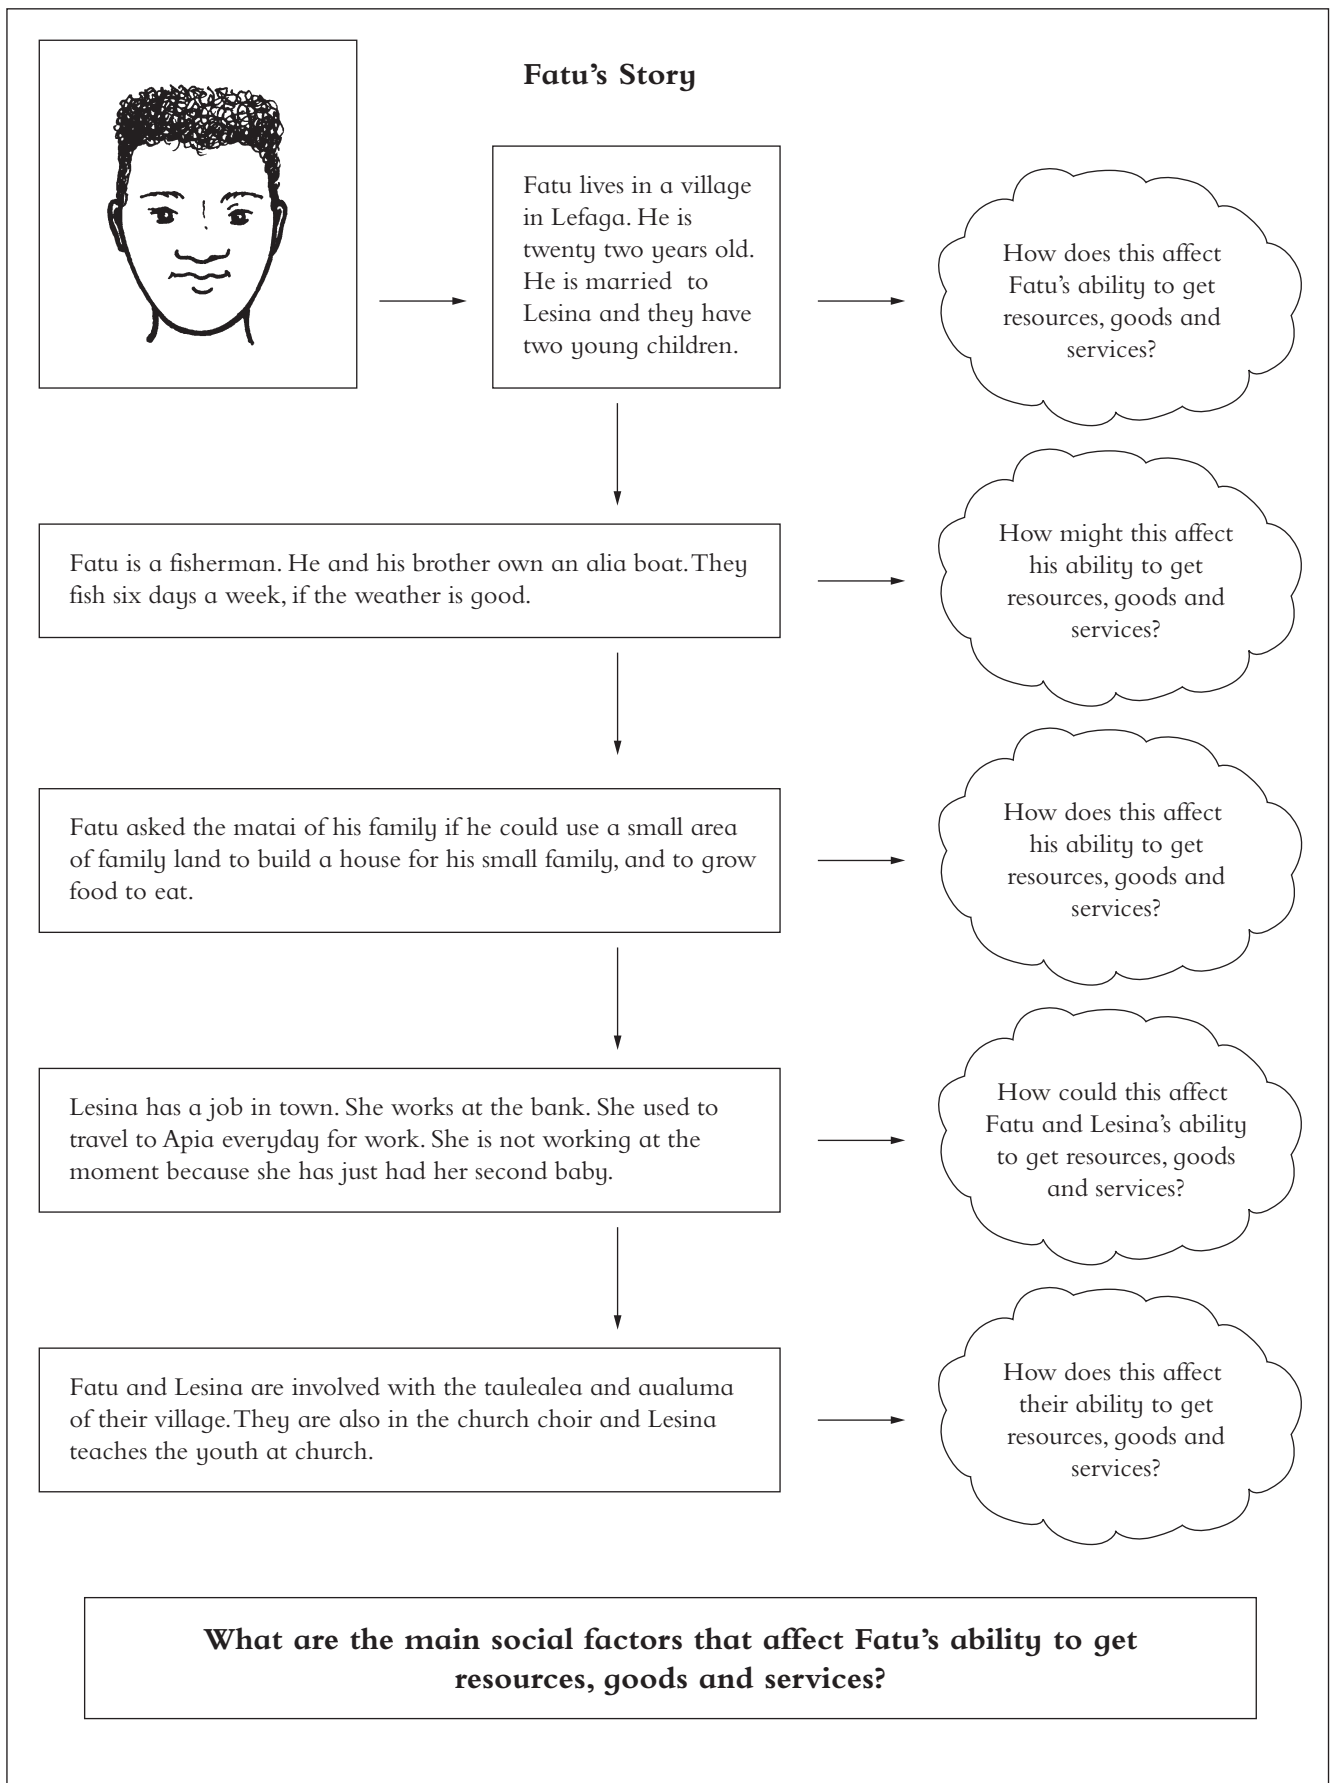 Fatu’s Story
Fatu lives in a village
in Lefaga. He is
twenty two years old.
He is married to
Lesina and they have
two young children.
How does this affect
Fatu’s ability to get
resources, goods and
services?
Fatu is a fisherman. He and his brother own an alia boat. They
fish six days a week, if the weather is good.
How might this affect
his ability to get
resources, goods and
services?
Fatu asked the matai of his family if he could use a small area
of family land to build a house for his small family, and to grow
food to eat.
How does this affect
his ability to get
resources, goods and
services?
Lesina has a job in town. She works at the bank. She used to
travel to Apia everyday for work. She is not working at the
moment because she has just had her second baby.
How could this affect
Fatu and Lesina’s ability
to get resources, goods
and services?
Fatu and Lesina are involved with the taulealea and aualuma
of their village. They are also in the church choir and Lesina
teaches the youth at church.
How does this affect
their ability to get
resources, goods and
services?
What are the main social factors that affect Fatu’s ability to get
resources, goods and services?